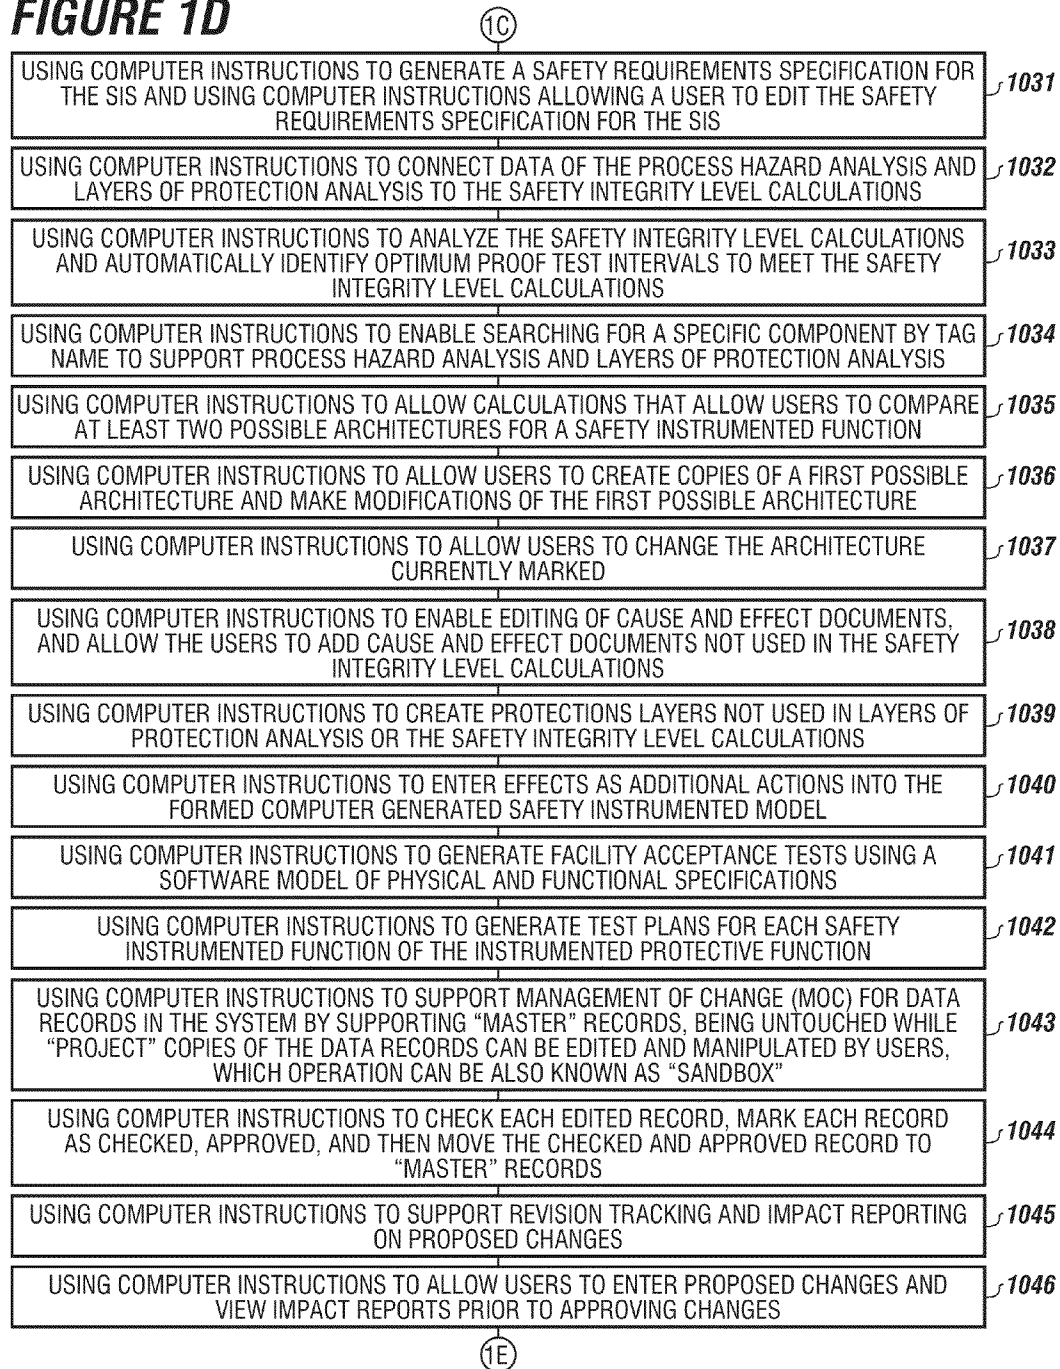 FIGURE 1D
1C
USING COMPUTER INSTRUCTIONS TO GENERATE A SAFETY REQUIREMENTS SPECIFICATION FOR
THE SIS AND USING COMPUTER INSTRUCTIONS ALLOWING A USER TO EDIT THE SAFETY
REQUIREMENTS SPECIFICATION FOR THE SIS
1031
USING COMPUTER INSTRUCTIONS TO CONNECT DATA OF THE PROCESS HAZARD ANALYSIS AND
LAYERS OF PROTECTION ANALYSIS TO THE SAFETY INTEGRITY LEVEL CALCULATIONS
1032
USING COMPUTER INSTRUCTIONS TO ANALYZE THE SAFETY INTEGRITY LEVEL CALCULATIONS
AND AUTOMATICALLY IDENTIFY OPTIMUM PROOF TEST INTERVALS TO MEET THE SAFETY
INTEGRITY LEVEL CALCULATIONS
1033
USING COMPUTER INSTRUCTIONS TO ENABLE SEARCHING FOR A SPECIFIC COMPONENT BY TAG
NAME TO SUPPORT PROCESS HAZARD ANALYSIS AND LAYERS OF PROTECTION ANALYSIS
1034
USING COMPUTER INSTRUCTIONS TO ALLOW CALCULATIONS THAT ALLOW USERS TO COMPARE
AT LEAST TWO POSSIBLE ARCHITECTURES FOR A SAFETY INSTRUMENTED FUNCTION
1035
USING COMPUTER INSTRUCTIONS TO ALLOW USERS TO CREATE COPIES OF A FIRST POSSIBLE
ARCHITECTURE AND MAKE MODIFICATIONS OF THE FIRST POSSIBLE ARCHITECTURE
1036
USING COMPUTER INSTRUCTIONS TO ALLOW USERS TO CHANGE THE ARCHITECTURE
CURRENTLY MARKED
1037
USING COMPUTER INSTRUCTIONS TO ENABLE EDITING OF CAUSE AND EFFECT DOCUMENTS,
AND ALLOW THE USERS TO ADD CAUSE AND EFFECT DOCUMENTS NOT USED IN THE SAFETY
INTEGRITY LEVEL CALCULATIONS
1038
USING COMPUTER INSTRUCTIONS TO CREATE PROTECTIONS LAYERS NOT USED IN LAYERS OF
PROTECTION ANALYSIS OR THE SAFETY INTEGRITY LEVEL CALCULATIONS
1039
USING COMPUTER INSTRUCTIONS TO ENTER EFFECTS AS ADDITIONAL ACTIONS INTO THE
FORMED COMPUTER GENERATED SAFETY INSTRUMENTED MODEL
1040
USING COMPUTER INSTRUCTIONS TO GENERATE FACILITY ACCEPTANCE TESTS USING A
SOFTWARE MODEL OF PHYSICAL AND FUNCTIONAL SPECIFICATIONS
1041
USING COMPUTER INSTRUCTIONS TO GENERATE TEST PLANS FOR EACH SAFETY
INSTRUMENTED FUNCTION OF THE INSTRUMENTED PROTECTIVE FUNCTION
1042
USING COMPUTER INSTRUCTIONS TO SUPPORT MANAGEMENT OF CHANGE (MOC) FOR DATA
RECORDS IN THE SYSTEM BY SUPPORTING “MASTER” RECORDS, BEING UNTOUCHED WHILE
“PROJECT” COPIES OF THE DATA RECORDS CAN BE EDITED AND MANIPULATED BY USERS,
WHICH OPERATION CAN BE ALSO KNOWN AS “SANDBOX”
1043
USING COMPUTER INSTRUCTIONS TO CHECK EACH EDITED RECORD, MARK EACH RECORD
AS CHECKED, APPROVED, AND THEN MOVE THE CHECKED AND APPROVED RECORD TO
“MASTER” RECORDS
1044
USING COMPUTER INSTRUCTIONS TO SUPPORT REVISION TRACKING AND IMPACT REPORTING
ON PROPOSED CHANGES
1045
USING COMPUTER INSTRUCTIONS TO ALLOW USERS TO ENTER PROPOSED CHANGES AND
VIEW IMPACT REPORTS PRIOR TO APPROVING CHANGES
1046
1E